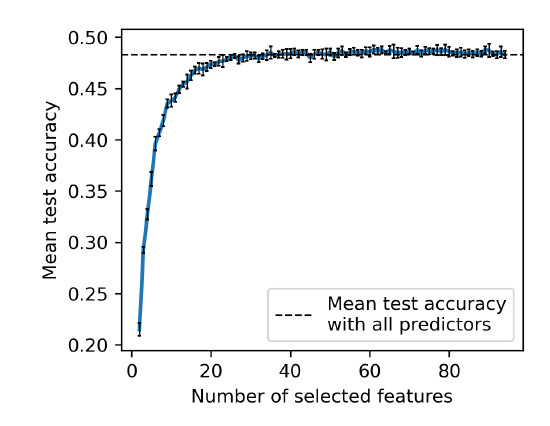 0.50
0.45
0.40
0.35
0.30
0.25
0.20
Mean test accuracy
Mean test accuracy
with all predictors
0 20 40 60 80
Number of selected features